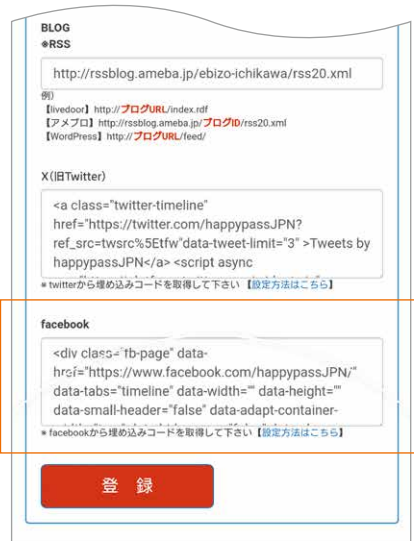 BLOG
※RSS
http://rssblog.ameba.jp/ebizo-ichikawa/rss20.xml
例)
【livedoor】http://ブログURL/index.rdf
【アメブロ】http://rssblog.ameba.jp/ブログID/rss20.xml
【WordPress】http://ブログURL/feed/
X(旧Twitter)
<a class="twitter-timeline"
href="https://twitter.com/happypassJPN?
ref_src=twsrc%5Etfw"data-tweet-limit="3" >Tweets by
happypassJPN</a> <script async
※twitterから埋め込みコードを取得して下さい 【設定方法はこちら】
facebook
<div class="fb-page" data-
href="https://www.facebook.com/happypassJPN/"
data-tabs="timeline" data-width="" data-height=""
data-small-header="false" data-adapt-container-
※facebookから埋め込みコードを取得して下さい【設定方法はこちら】
登 録